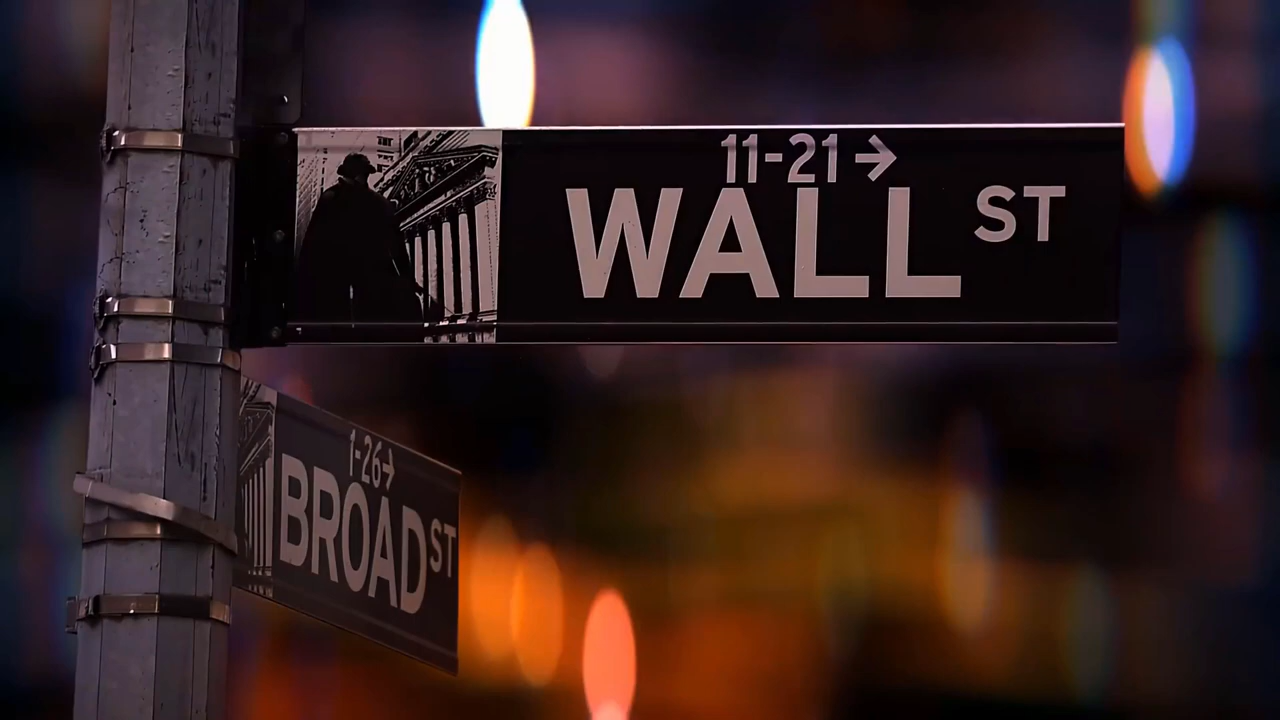 11-21 →
WALL ST
1-26 →
BROAD ST